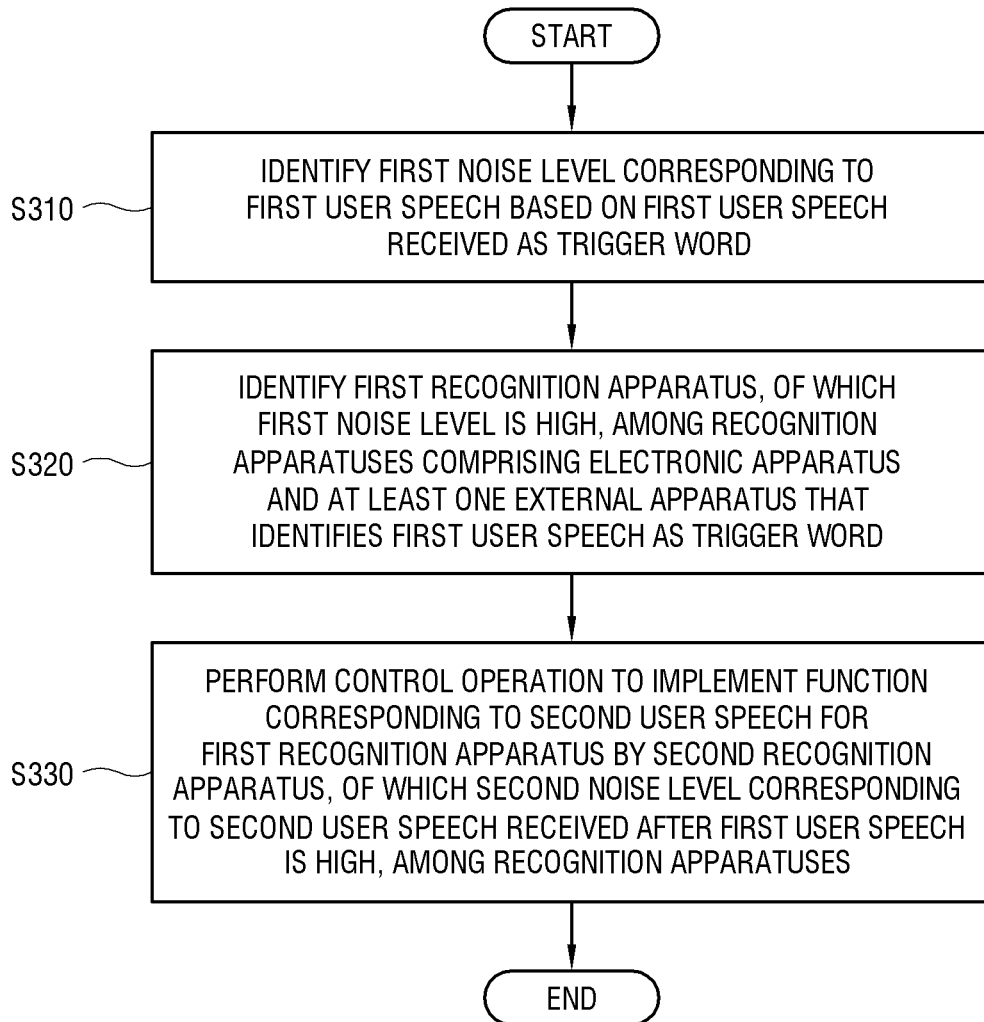 START
S310
IDENTIFY FIRST NOISE LEVEL CORRESPONDING TO
FIRST USER SPEECH BASED ON FIRST USER SPEECH
RECEIVED AS TRIGGER WORD
S320
IDENTIFY FIRST RECOGNITION APPARATUS, OF WHICH
FIRST NOISE LEVEL IS HIGH, AMONG RECOGNITION
APPARATUSES COMPRISING ELECTRONIC APPARATUS
AND AT LEAST ONE EXTERNAL APPARATUS THAT
IDENTIFIES FIRST USER SPEECH AS TRIGGER WORD
S330
PERFORM CONTROL OPERATION TO IMPLEMENT FUNCTION
CORRESPONDING TO SECOND USER SPEECH FOR
FIRST RECOGNITION APPARATUS BY SECOND RECOGNITION
APPARATUS, OF WHICH SECOND NOISE LEVEL CORRESPONDING
TO SECOND USER SPEECH RECEIVED AFTER FIRST USER SPEECH
IS HIGH, AMONG RECOGNITION APPARATUSES
END